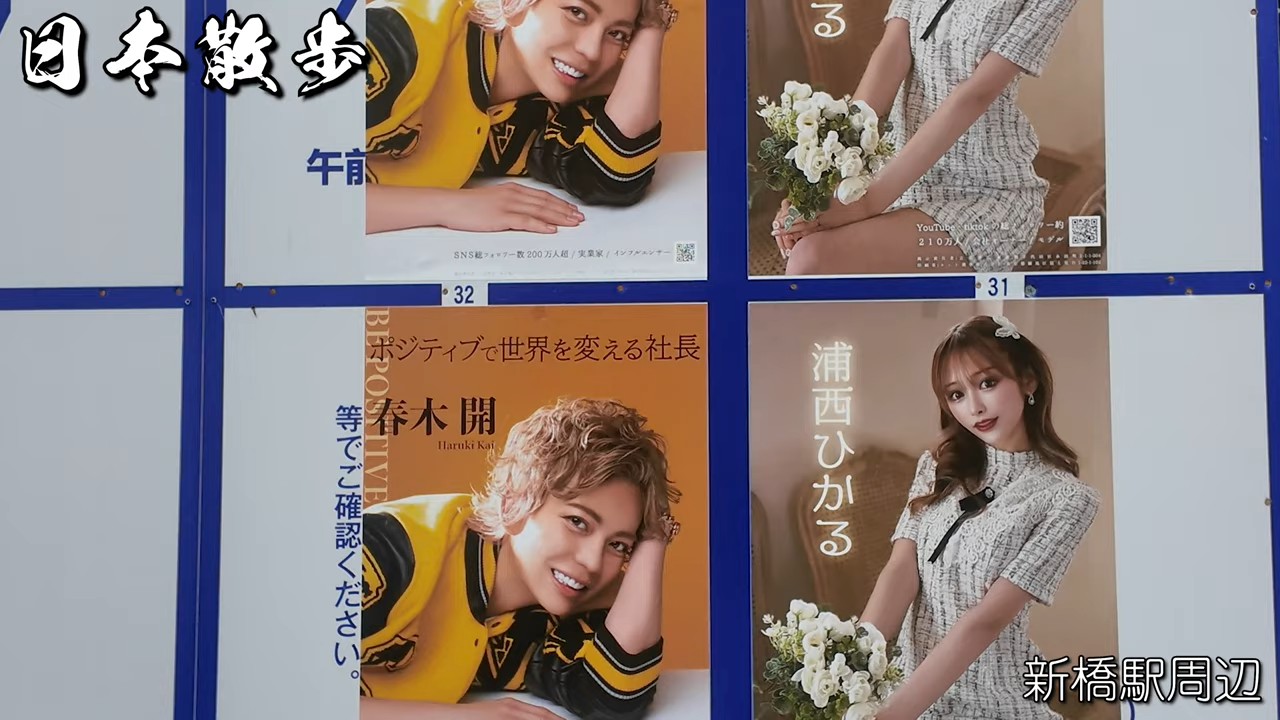 日本散歩
る
午前
SNS総フォロワー数200万人超 / 実業家 / インフルエンサー
210万人
32
31
BE POSITIVE
ポジティブで世界を変える社長
春木 開
Haruki Kai
等でご確認ください。
浦西ひかる
新橋駅周辺